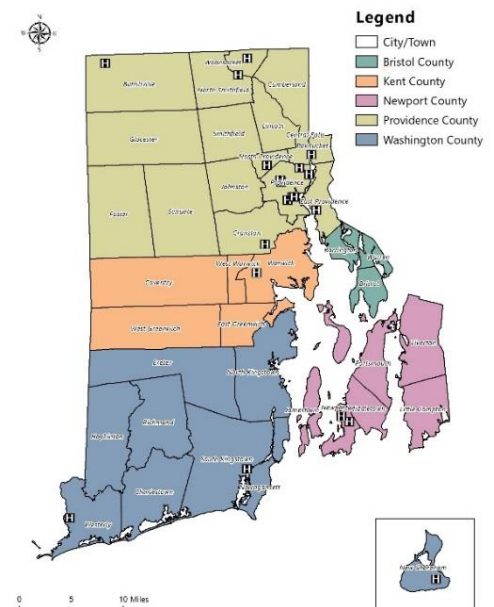 Legend
City/Town
Bristol County
Kent County
Newport County
Providence County
Washington County
N
W
E
S
H
Burrillville
Woonsocket
North Smithfield
Cumberland
Glocester
Smithfield
Lincoln
Central Falls
Pawtucket
North Providence
Johnston
Providence
East Providence
Foster
Scituate
Cranston
Barrington
Warren
Bristol
Coventry
West Warwick
Warwick
West Greenwich
East Greenwich
Exeter
North Kingstown
Portsmouth
Tiverton
Jamestown
Newport
Middletown
Little Compton
Hopkinton
Richmond
South Kingstown
Charlestown
Narragansett
Westerly
New Shoreham
0 5 10 Miles